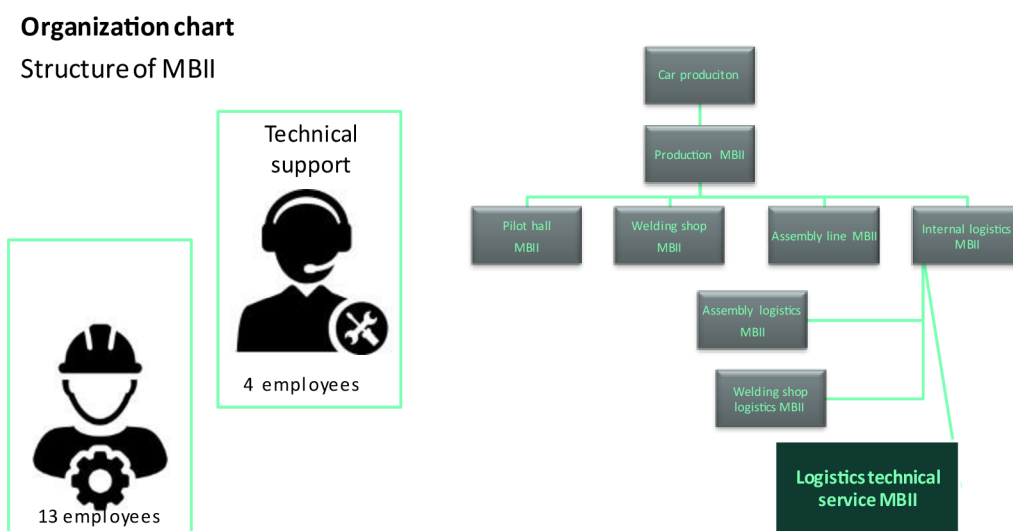 Organization chart
Structure of MBII
Technical
support
4 employees
13 employees
Car produciton
Production MBII
Pilot hall
MBII
Welding shop
MBII
Assembly line MBII
Internal logistics
MBII
Assembly logistics
MBII
Welding shop
logistics MBII
Logistics technical
service MBII